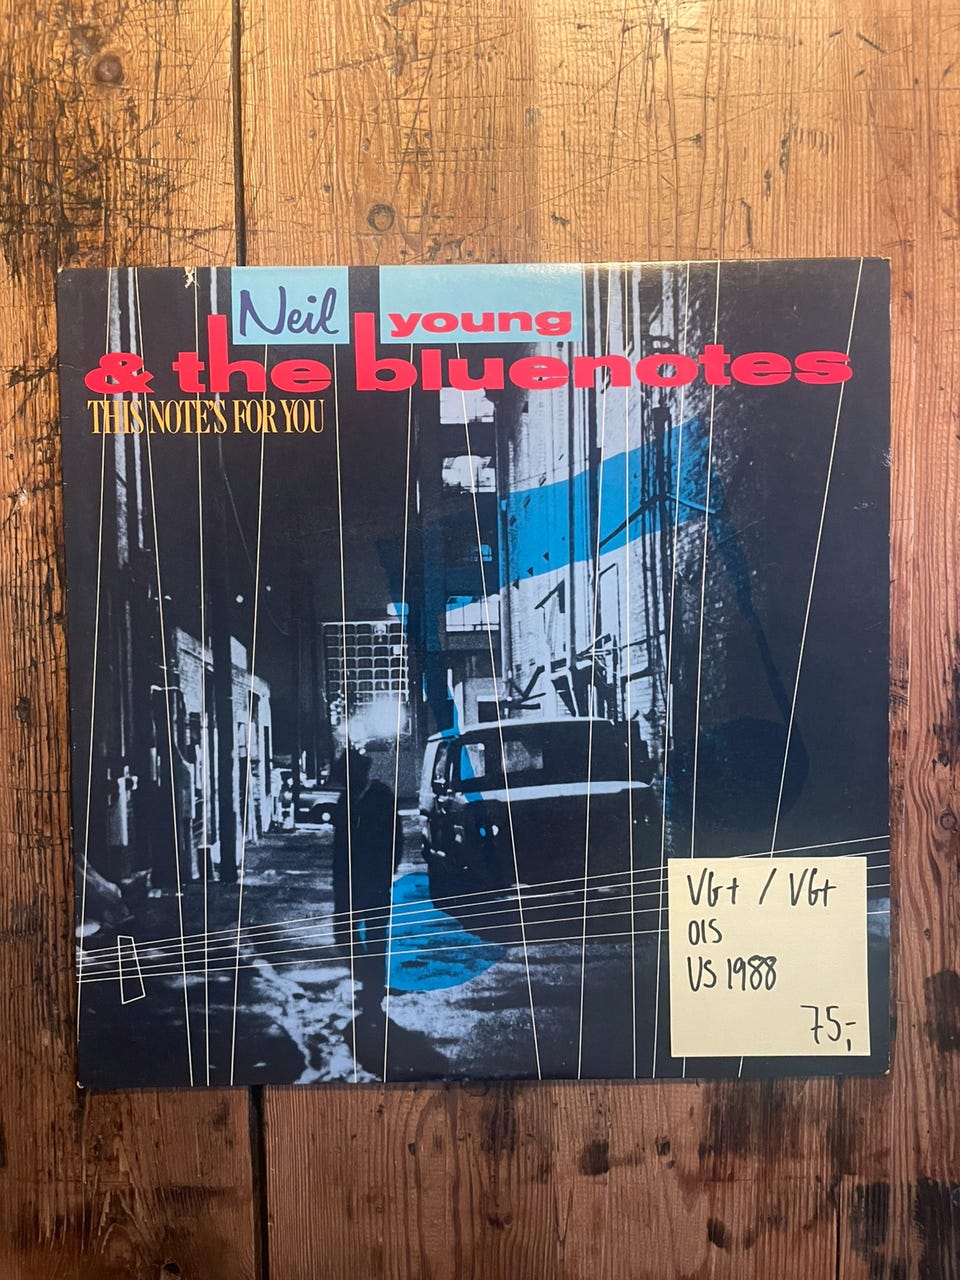 Neil young
& the bluenotes
THIS NOTE'S FOR YOU
VG+ / VG+
OIS
US 1988
75,-